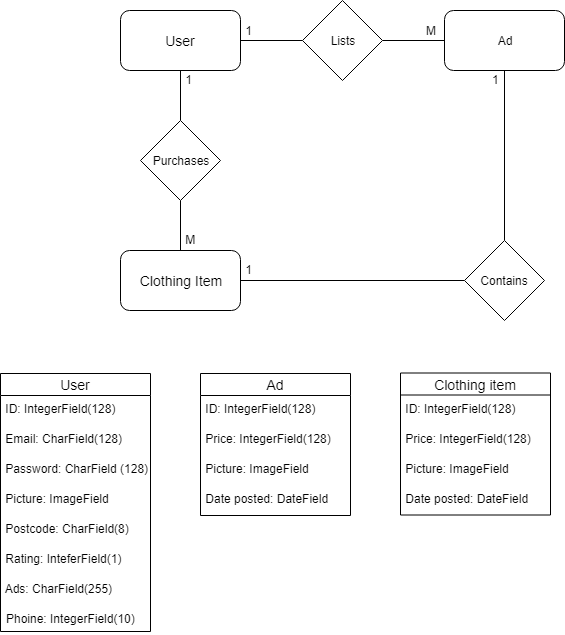 User
1
Lists
M
Ad
1
1
Purchases
M
Clothing Item
1
Contains
User
ID: IntegerField(128)
Email: CharField(128)
Password: CharField (128)
Picture: ImageField
Postcode: CharField(8)
Rating: InteferField(1)
Ads: CharField(255)
Phoine: IntegerField(10)
Ad
ID: IntegerField(128)
Price: IntegerField(128)
Picture: ImageField
Date posted: DateField
Clothing item
ID: IntegerField(128)
Price: IntegerField(128)
Picture: ImageField
Date posted: DateField